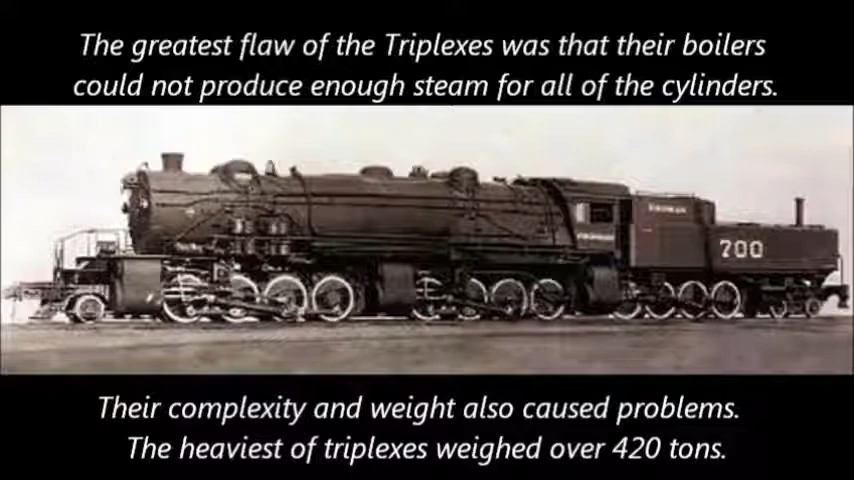 The greatest flaw of the Triplexes was that their boilers
could not produce enough steam for all of the cylinders.
700
Their complexity and weight also caused problems.
The heaviest of triplexes weighed over 420 tons.